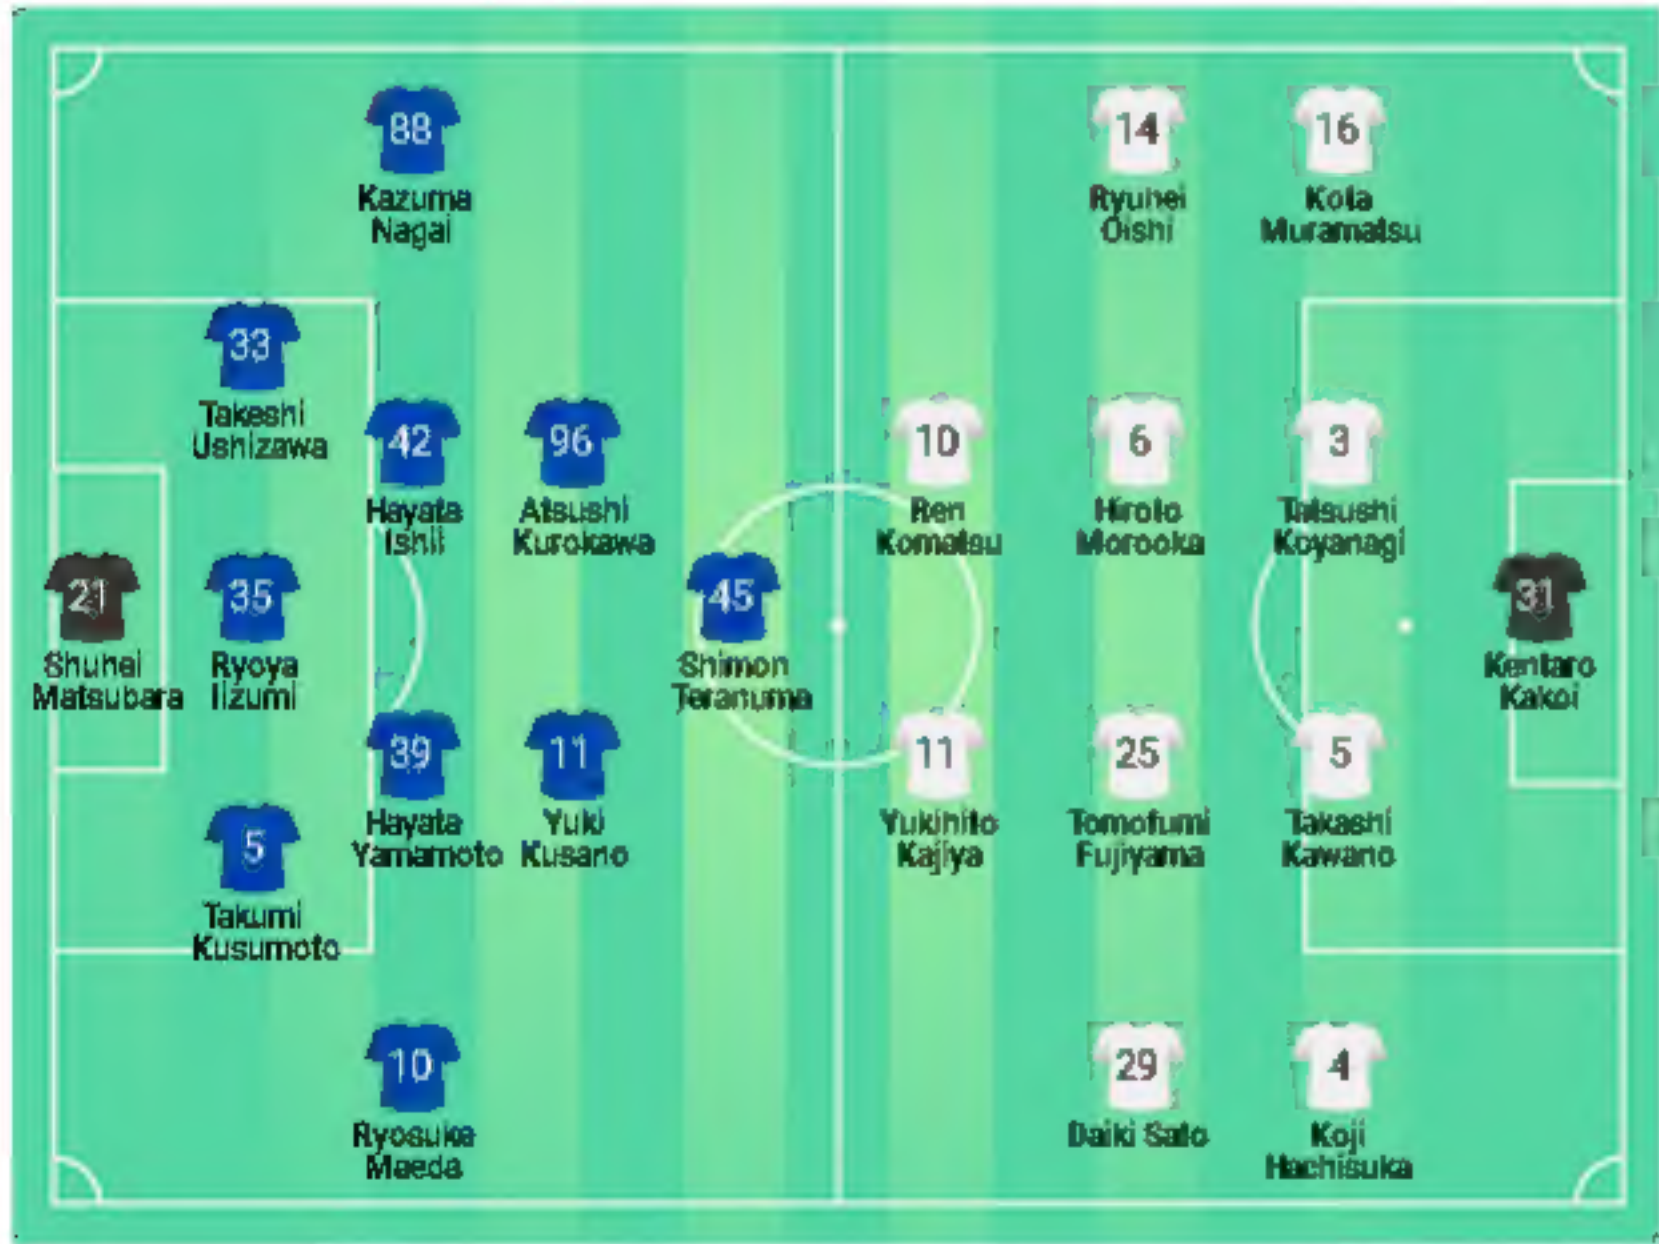 88
Kazuma
Nagai
14
Ryuhei
Oishi
16
Kota
Muramatsu
33
Takeshi
Ushizawa
42
Hayata
Ishii
96
Atsushi
Kurokawa
10
Ren
Komatsu
6
Hiroto
Morooka
3
Tatsushi
Koyanagi
21
Shuhei
Matsubara
35
Ryoya
Iizumi
45
Shimon
Teranuma
31
Kentaro
Kakoi
39
Hayata
Yamamoto
11
Yuki
Kusano
11
Yukihito
Kajiya
25
Tomofumi
Fujiyama
5
Takashi
Kawano
5
Takumi
Kusumoto
10
Ryosuke
Maeda
29
Daiki Sato
4
Koji
Hachisuka